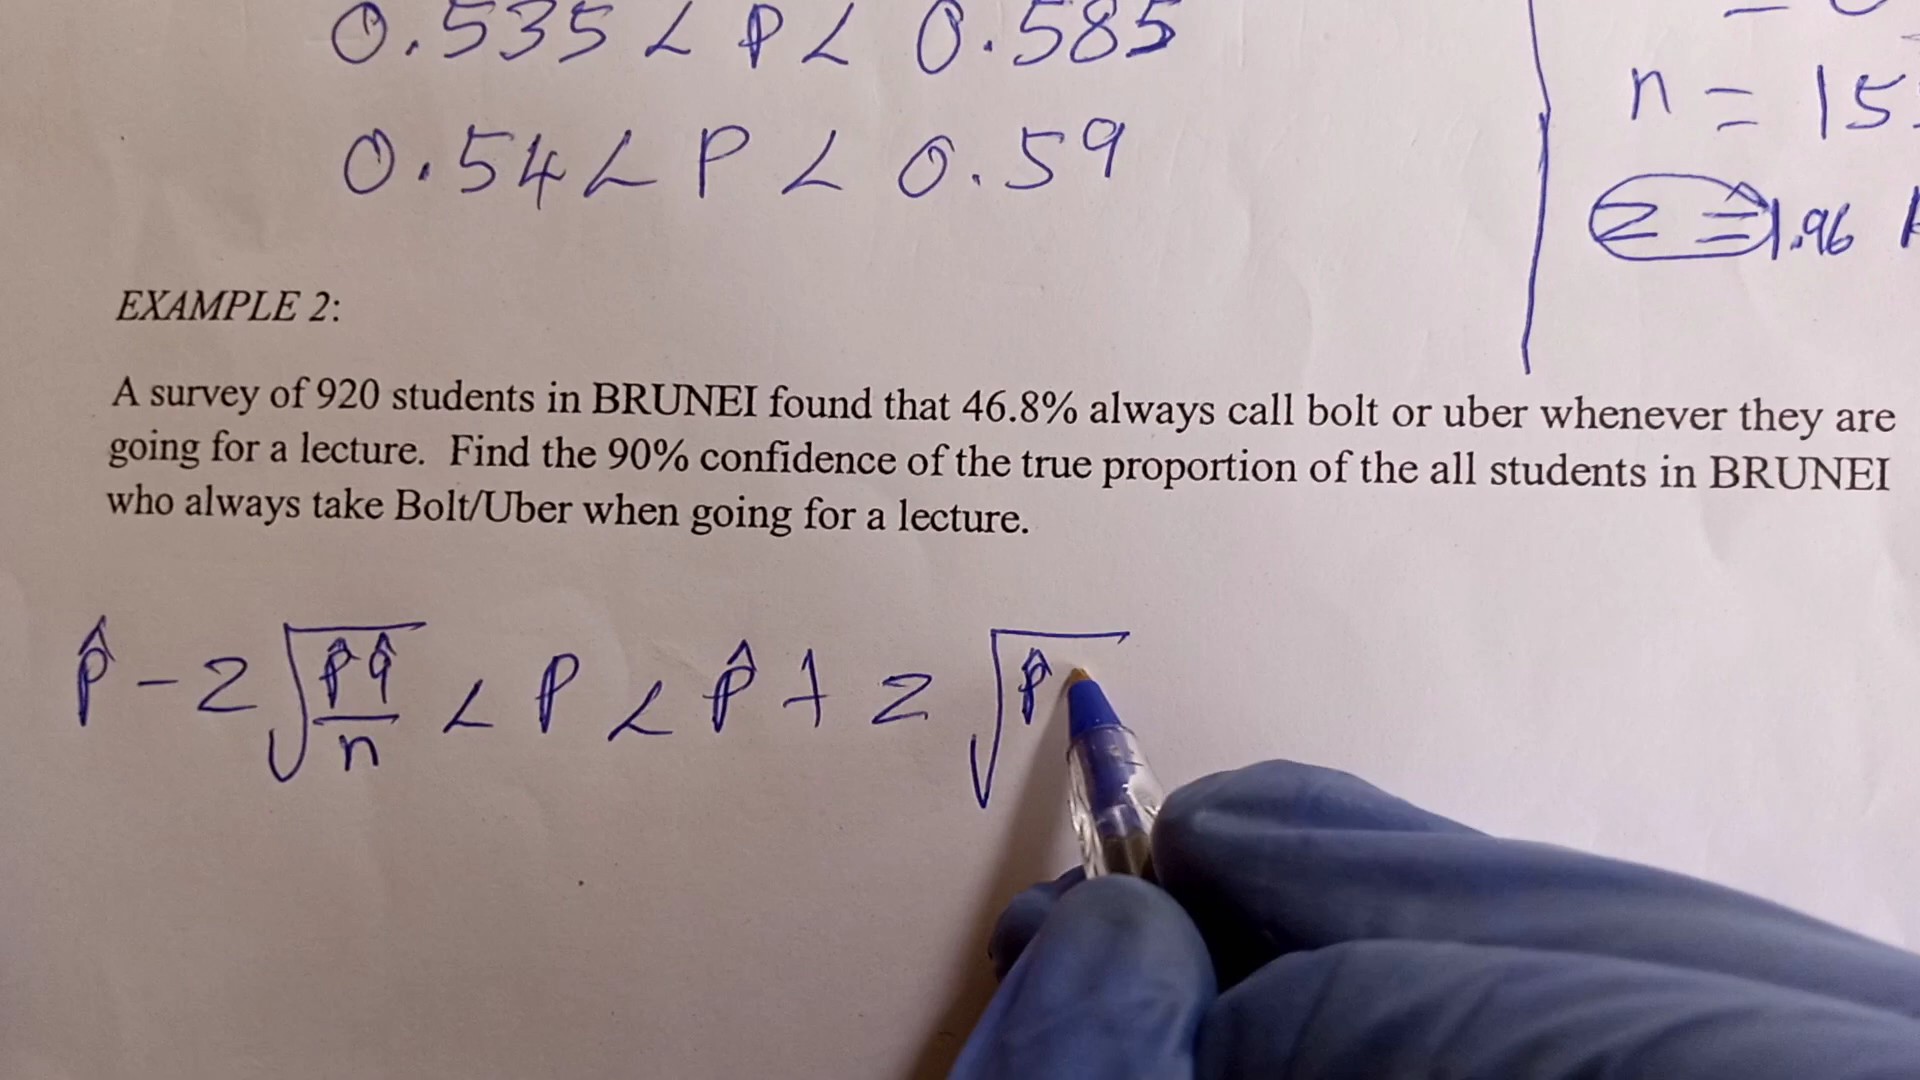 0.535 < P < 0.585
0.54 < P < 0.59
n = 15
z = 1.96
EXAMPLE 2:
A survey of 920 students in BRUNEI found that 46.8% always call bolt or uber whenever they are
going for a lecture. Find the 90% confidence of the true proportion of the all students in BRUNEI
who always take Bolt/Uber when going for a lecture.
p̂ - z √(p̂q̂/n) < P < p̂ + z √p̂